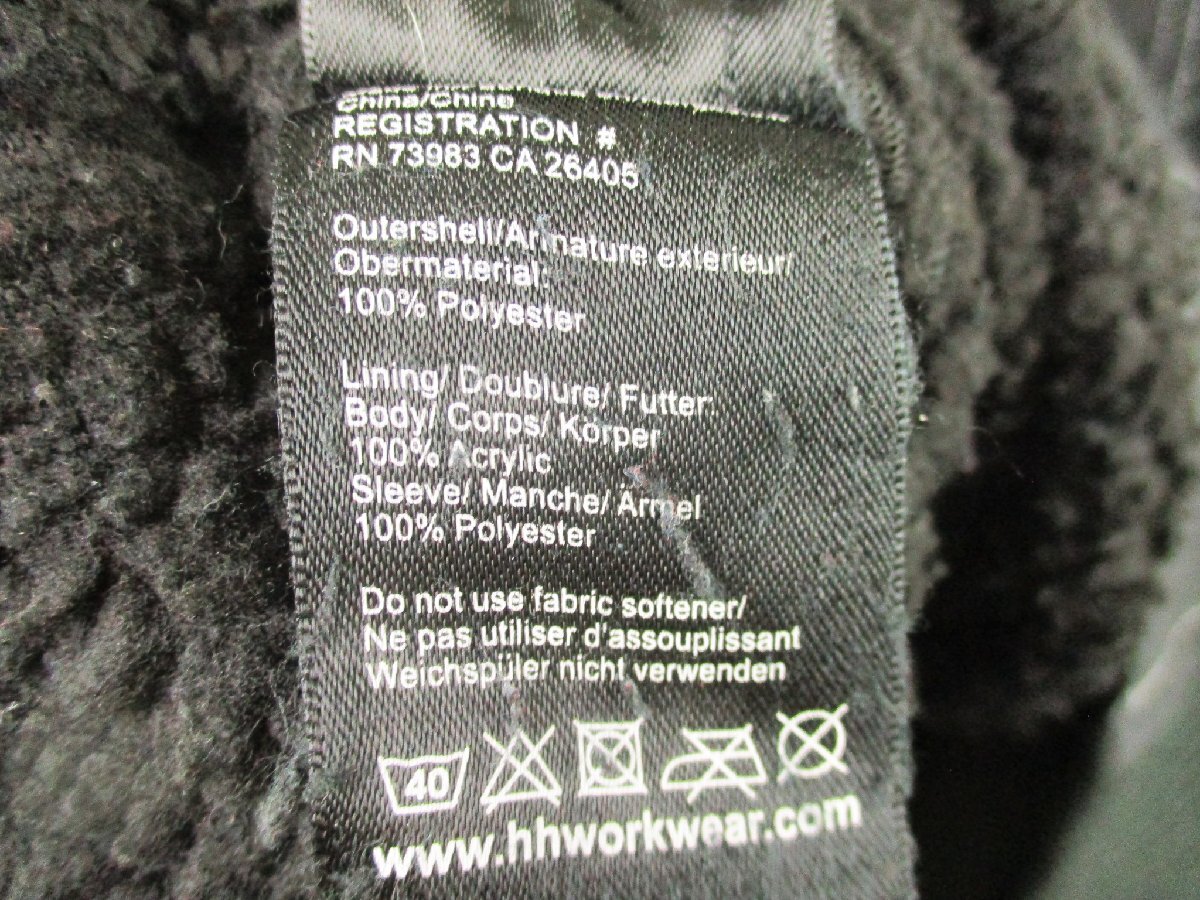 China/Chine
REGISTRATION #
RN 73983 CA 26405
Outershell/Armature exterieur/
Obermaterial:
100% Polyester
Lining/ Doublure/ Futter:
Body/ Corps/ Körper
100% Acrylic
Sleeve/ Manche/ Armel
100% Polyester
Do not use fabric softener/
Ne pas utiliser d'assouplissant
Weichspüler nicht verwenden
40
www.hhworkwear.com